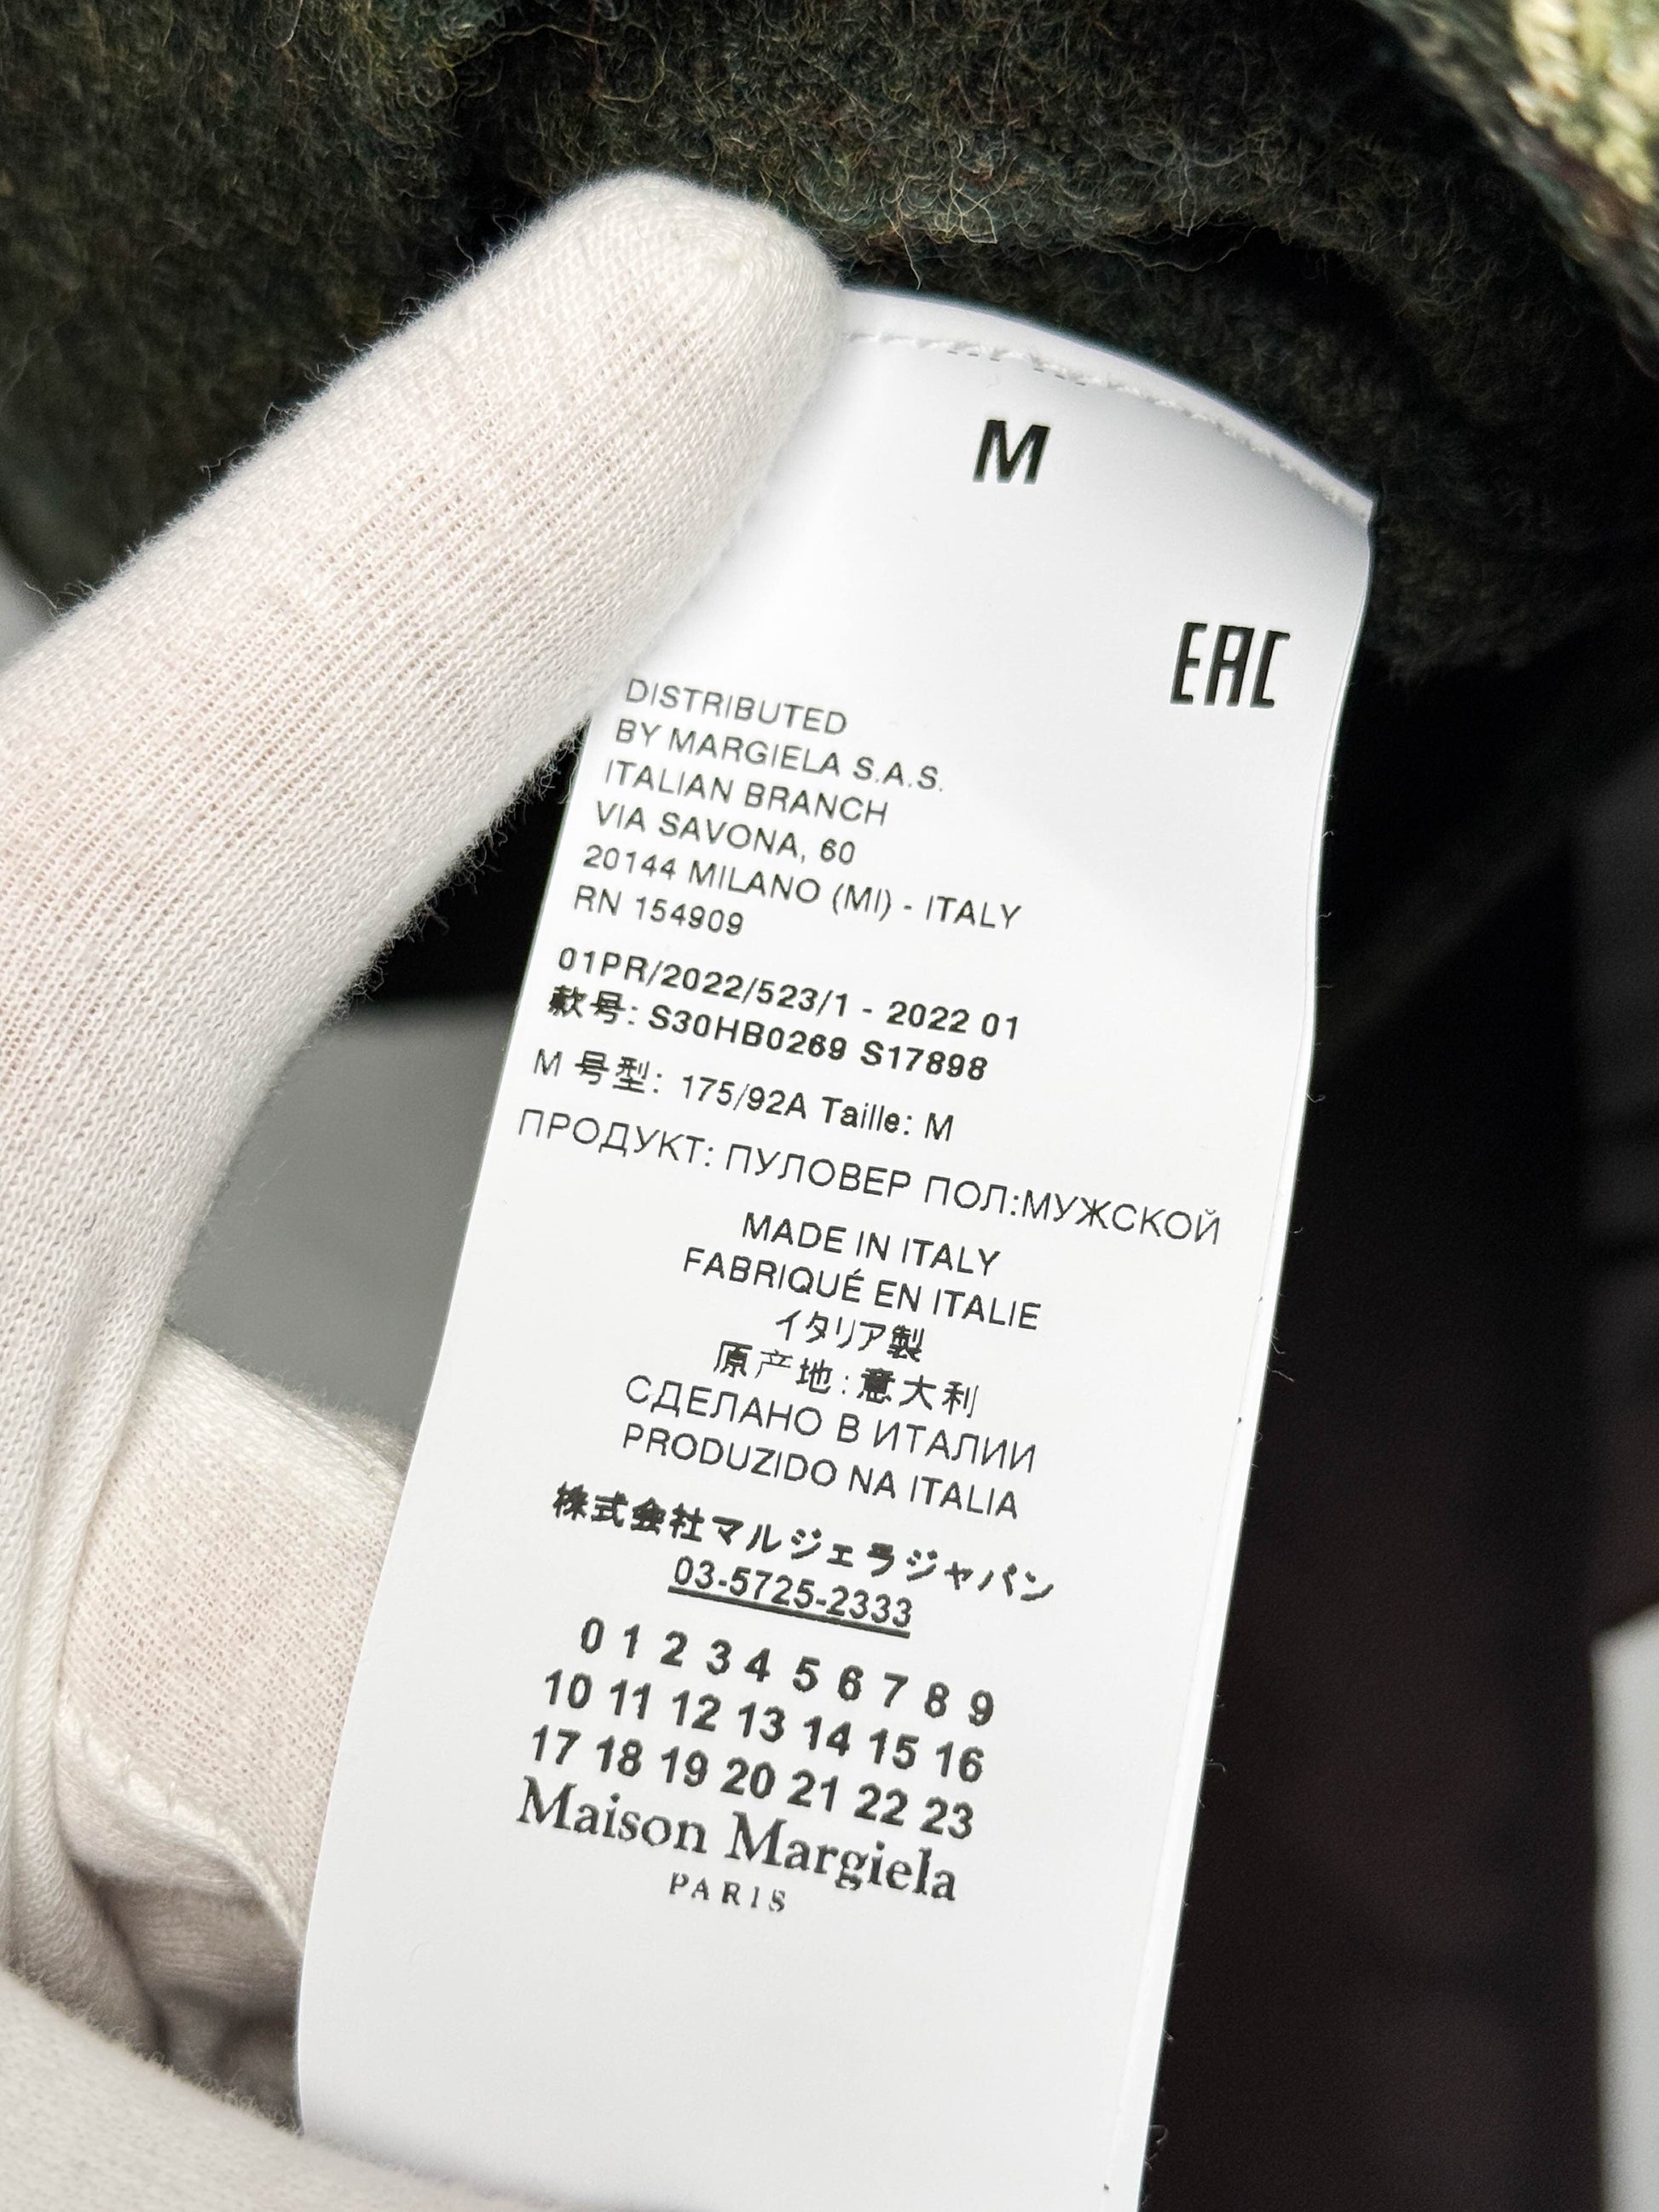 M
EAC
DISTRIBUTED
BY MARGIELA S.A.S.
ITALIAN BRANCH
VIA SAVONA, 60
20144 MILANO (MI) - ITALY
RN 154909
01PR/2022/523/1 - 2022 01
款号: S30HB0269 S17898
M 号型: 175/92A Taille: M
ПРОДУКТ: ПУЛОВЕР ПОЛ:МУЖСКОЙ
MADE IN ITALY
FABRIQUÉ EN ITALIE
イタリア製
原产地:意大利
СДЕЛАНО В ИТАЛИИ
PRODUZIDO NA ITALIA
株式会社マルジェラジャパン
03-5725-2333
0 1 2 3 4 5 6 7 8 9
10 11 12 13 14 15 16
17 18 19 20 21 22 23
Maison Margiela
PARIS